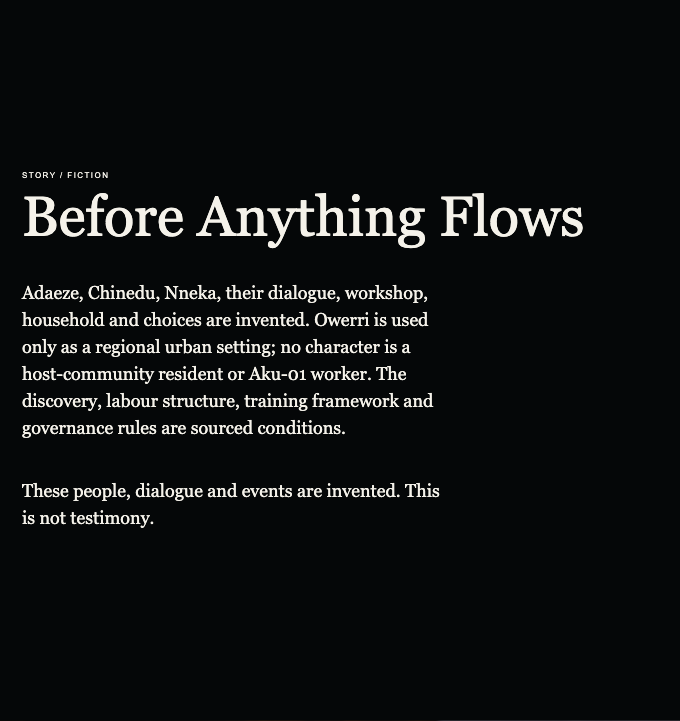 STORY / FICTION
Before Anything Flows
Adaeze, Chinedu, Nneka, their dialogue, workshop,
household and choices are invented. Owerri is used
only as a regional urban setting; no character is a
host-community resident or Aku-01 worker. The
discovery, labour structure, training framework and
governance rules are sourced conditions.
These people, dialogue and events are invented. This
is not testimony.